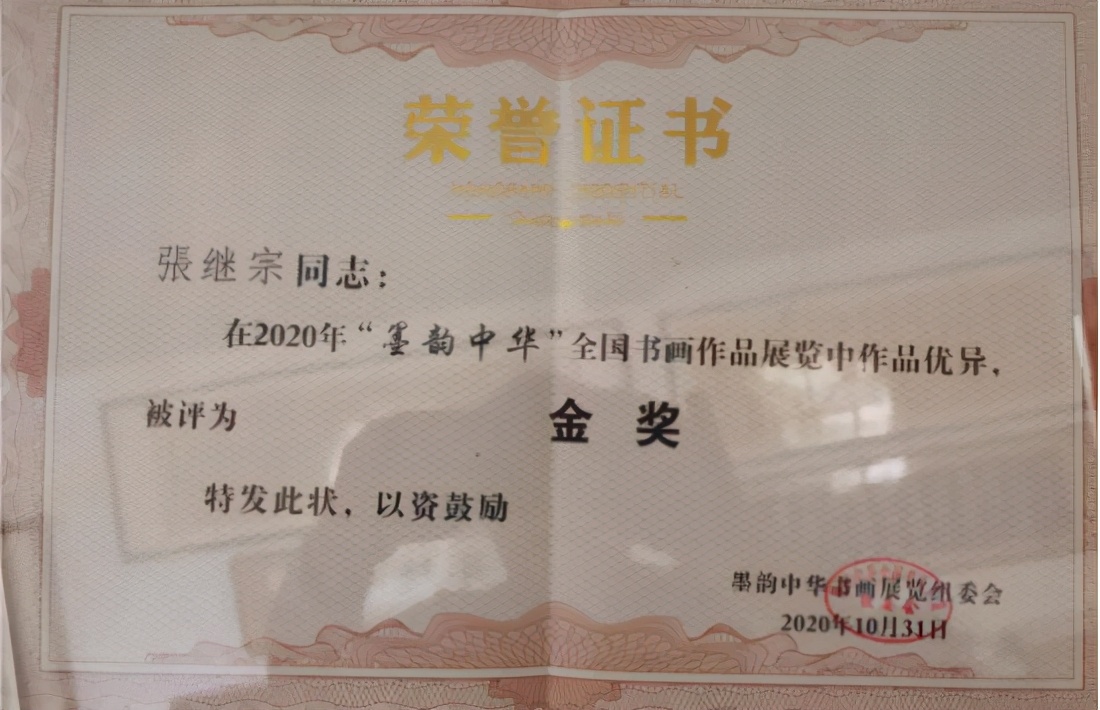 荣誉证书
張继宗同志：
在2020年“墨韵中华”全国书画作品展览中作品优异，
被评为 金奖
特发此状，以资鼓励
墨韵中华书画展览组委会
2020年10月31日